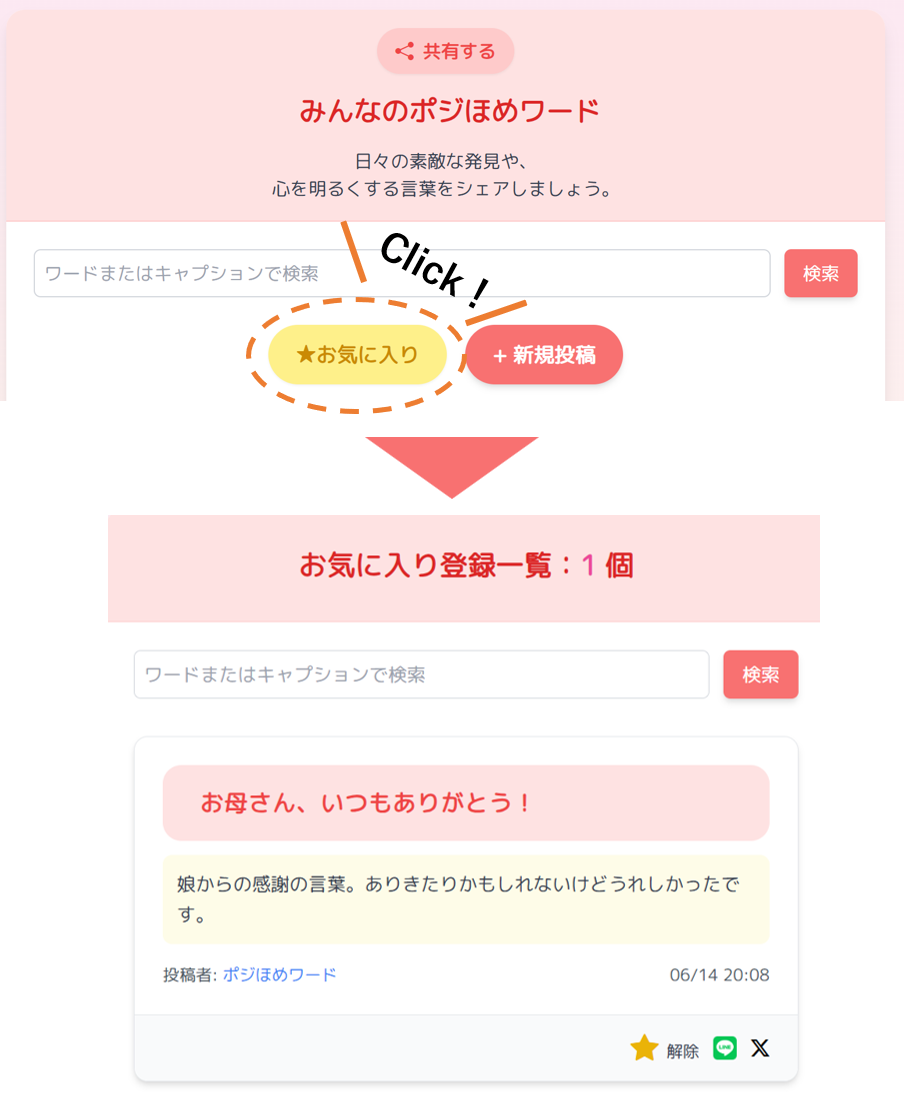 共有する
みんなのポジほめワード
日々の素敵な発見や、
心を明るくする言葉をシェアしましょう。
Click！
ワードまたはキャプションで検索
検索
★お気に入り
+ 新規投稿
お気に入り登録一覧：1 個
ワードまたはキャプションで検索
検索
お母さん、いつもありがとう！
娘からの感謝の言葉。ありきたりかもしれないけどうれしかったで
す。
投稿者: ポジほめワード
06/14 20:08
解除
LINE
X